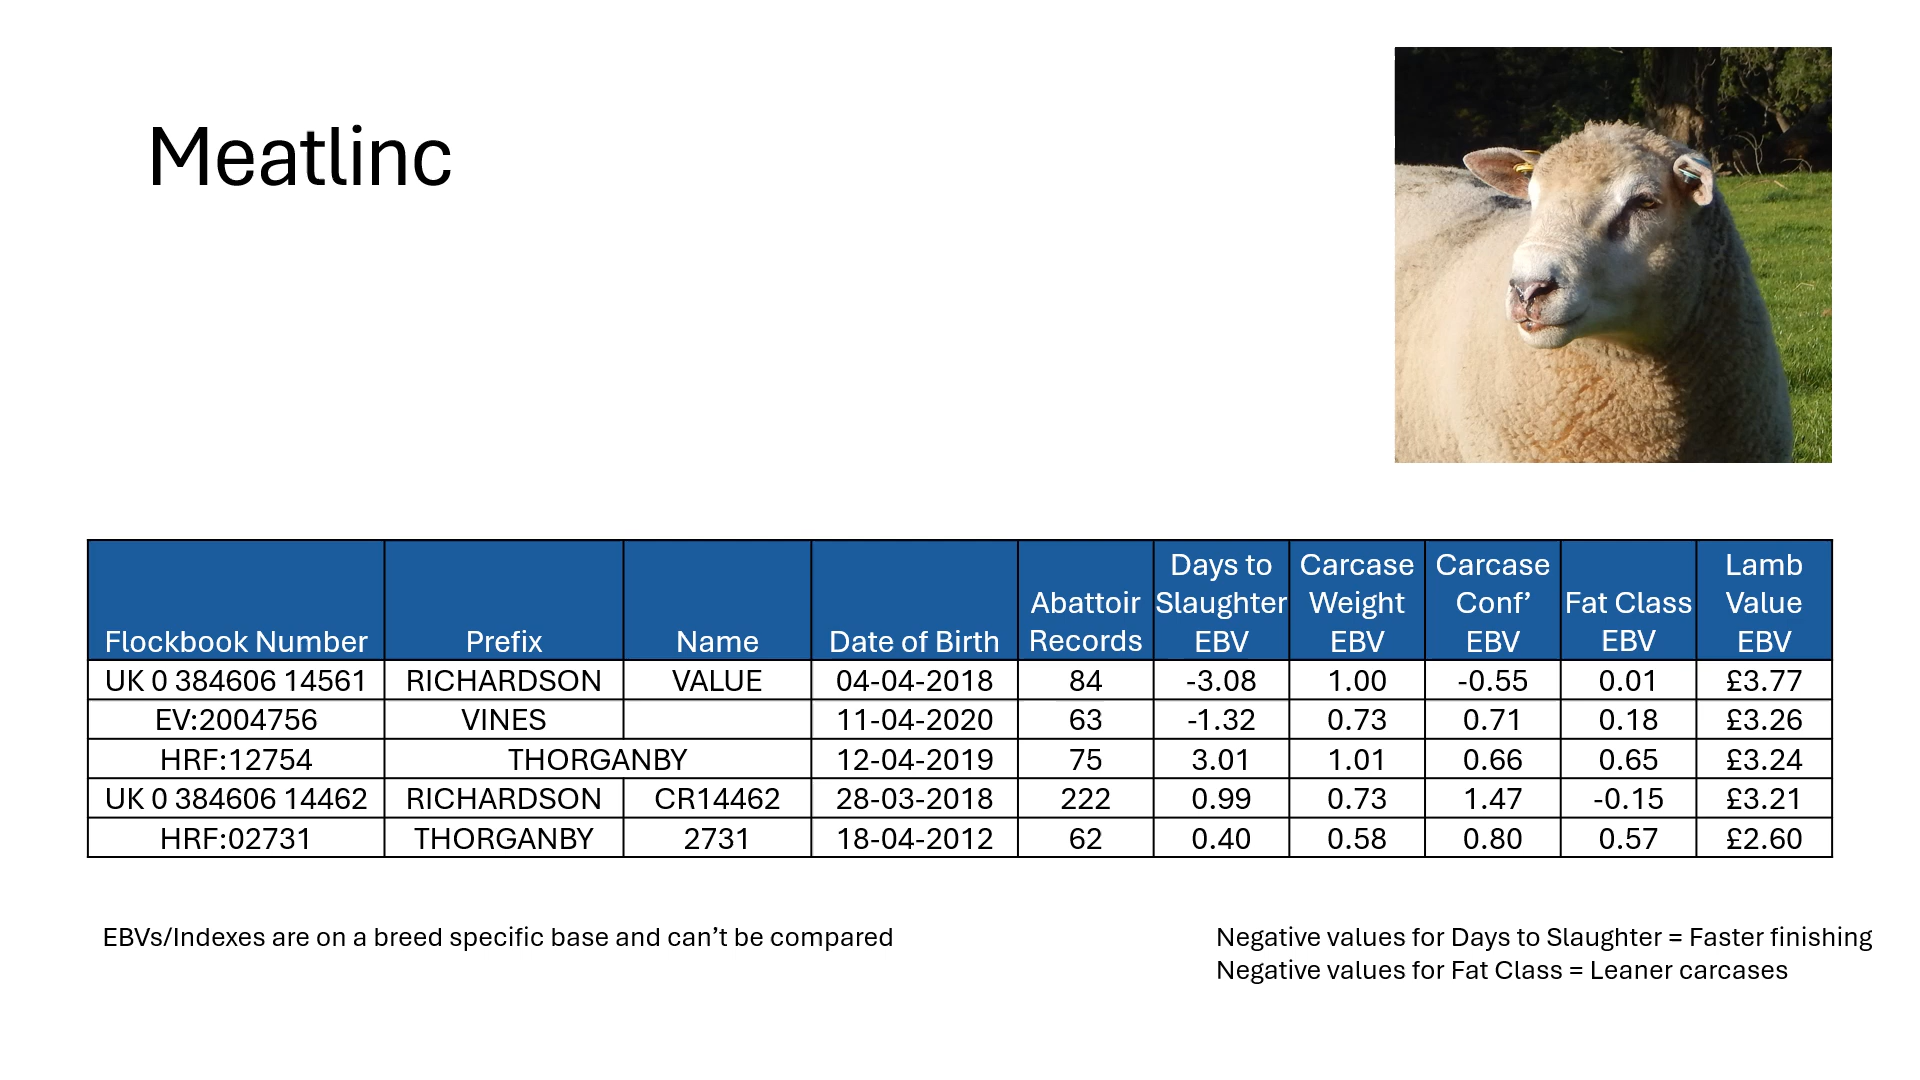 Meatlinc
Flockbook Number Prefix Name Date of Birth Abattoir Records Days to Slaughter EBV Carcase Weight EBV Carcase Conf’ EBV Fat Class EBV Lamb Value EBV
UK 0 384606 14561 RICHARDSON VALUE 04-04-2018 84 -3.08 1.00 -0.55 0.01 £3.77
EV:2004756 VINES 11-04-2020 63 -1.32 0.73 0.71 0.18 £3.26
HRF:12754 THORGANBY 12-04-2019 75 3.01 1.01 0.66 0.65 £3.24
UK 0 384606 14462 RICHARDSON CR14462 28-03-2018 222 0.99 0.73 1.47 -0.15 £3.21
HRF:02731 THORGANBY 2731 18-04-2012 62 0.40 0.58 0.80 0.57 £2.60
EBVs/Indexes are on a breed specific base and can’t be compared
Negative values for Days to Slaughter = Faster finishing
Negative values for Fat Class = Leaner carcases